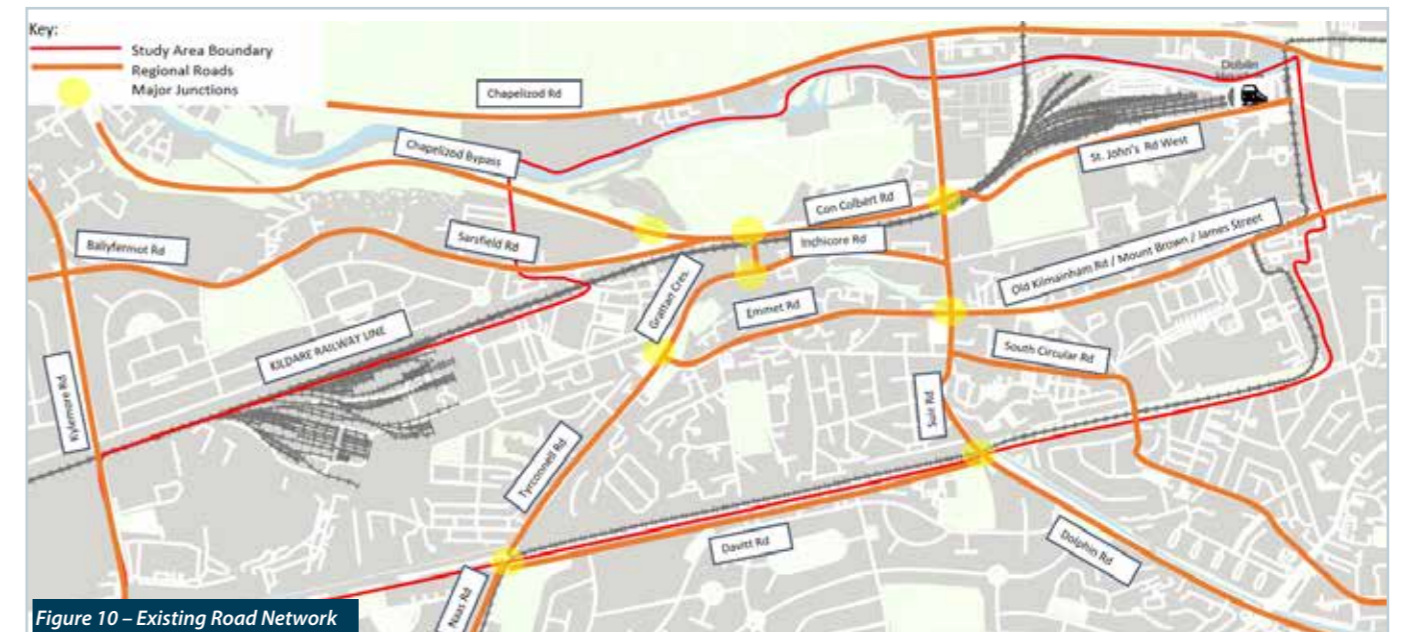 Key:
Study Area Boundary
Regional Roads
Major Junctions
Chapelizod Rd
Dublin
Chapelizod Bypass
St. John's Rd West
Con Colbert Rd
Sarsfield Rd
Inchicore Rd
Ballyfermot Rd
Old Kilmainham Rd / Mount Brown / James Street
Grattan Cres.
Emmet Rd
KILDARE RAILWAY LINE
South Circular Rd
Kylemore Rd
Suir Rd
Tyrconnell Rd
Davitt Rd
Dolphin Rd
Naas Rd
Figure 10 – Existing Road Network